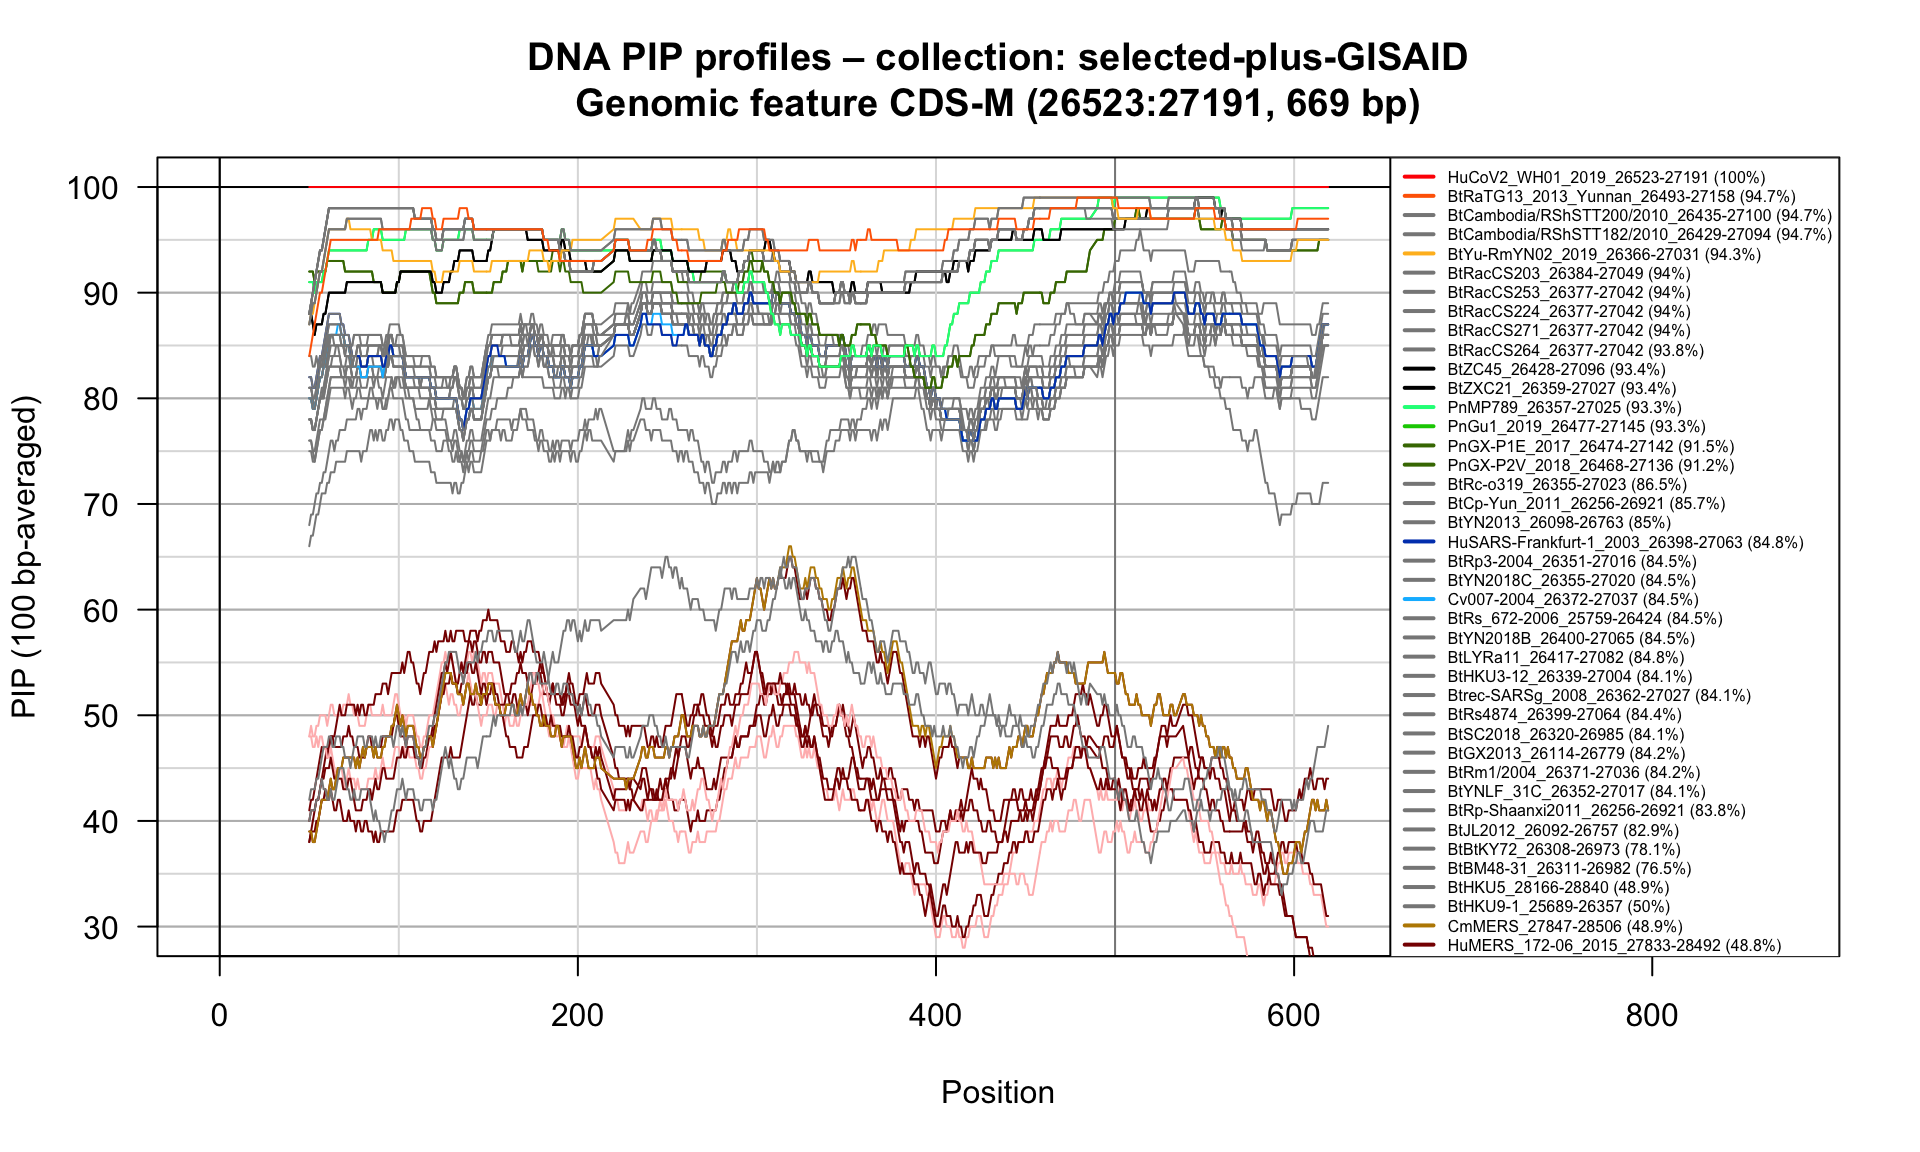 DNA PIP profiles – collection: selected-plus-GISAID
Genomic feature CDS-M (26523:27191, 669 bp)
PIP (100 bp-averaged)
100
90
80
70
60
50
40
30
0
200
400
600
800
Position
HuCoV2_WH01_2019_26523-27191 (100%)
BtRaTG13_2013_Yunnan_26493-27158 (94.7%)
BtCambodia/RShSTT200/2010_26435-27100 (94.7%)
BtCambodia/RShSTT182/2010_26429-27094 (94.7%)
BtYu-RmYN02_2019_26366-27031 (94.3%)
BtRacCS203_26384-27049 (94%)
BtRacCS253_26377-27042 (94%)
BtRacCS224_26377-27042 (94%)
BtRacCS271_26377-27042 (94%)
BtRacCS264_26377-27042 (93.8%)
BtZC45_26428-27096 (93.4%)
BtZXC21_26359-27027 (93.4%)
PnMP789_26357-27025 (93.3%)
PnGu1_2019_26477-27145 (93.3%)
PnGX-P1E_2017_26474-27142 (91.5%)
PnGX-P2V_2018_26468-27136 (91.2%)
BtRc-o319_26355-27023 (86.5%)
BtCp-Yun_2011_26256-26921 (85.7%)
BtYN2013_26098-26763 (85%)
HuSARS-Frankfurt-1_2003_26398-27063 (84.8%)
BtRp3-2004_26351-27016 (84.5%)
BtYN2018C_26355-27020 (84.5%)
Cv007-2004_26372-27037 (84.5%)
BtRs_672-2006_25759-26424 (84.5%)
BtYN2018B_26400-27065 (84.5%)
BtLYRa11_26417-27082 (84.8%)
BtHKU3-12_26339-27004 (84.1%)
Btrec-SARSg_2008_26362-27027 (84.1%)
BtRs4874_26399-27064 (84.4%)
BtSC2018_26320-26985 (84.1%)
BtGX2013_26114-26779 (84.2%)
BtRm1/2004_26371-27036 (84.2%)
BtYNLF_31C_26352-27017 (84.1%)
BtRp-Shaanxi2011_26256-26921 (83.8%)
BtJL2012_26092-26757 (82.9%)
BtBtKY72_26308-26973 (78.1%)
BtBM48-31_26311-26982 (76.5%)
BtHKU5_28166-28840 (48.9%)
BtHKU9-1_25689-26357 (50%)
CmMERS_27847-28506 (48.9%)
HuMERS_172-06_2015_27833-28492 (48.8%)